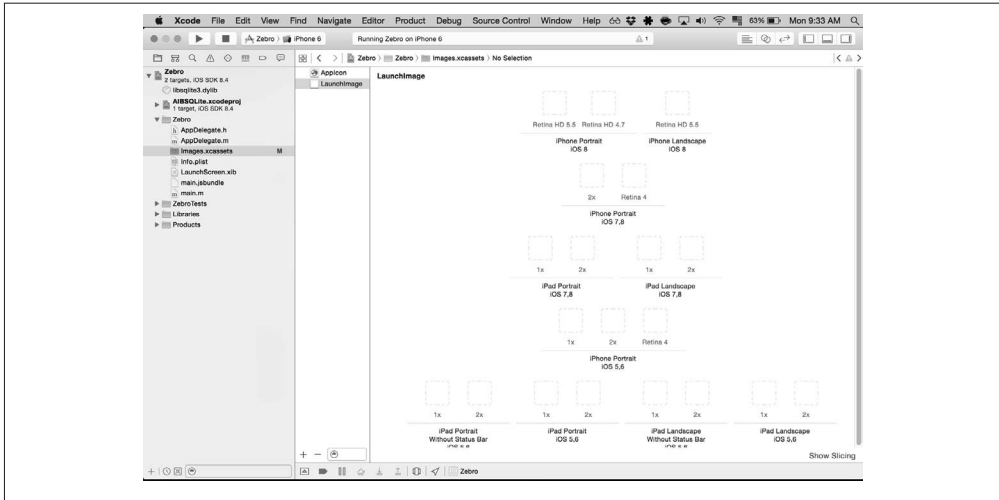 Xcode File Edit View Find Navigate Editor Product Debug Source Control Window Help 63% Mon 9:33 AM
Zebro iPhone 6 Running Zebro on iPhone 6 1
Zebro Zebro Images.xcassets No Selection
Zebro
2 targets, iOS SDK 8.4
libsqlite3.dylib
AIBSQLite.xcodeproj
1 target, iOS SDK 8.4
Zebro
AppDelegate.h
AppDelegate.m
Images.xcassets M
Info.plist
LaunchScreen.xib
main.jsbundle
main.m
ZebroTests
Libraries
Products
AppIcon
LaunchImage
LaunchImage
Retina HD 5.5 Retina HD 4.7 Retina HD 5.5
iPhone Portrait iPhone Landscape
iOS 8 iOS 8
2x Retina 4
iPhone Portrait
iOS 7,8
1x 2x 1x 2x
iPad Portrait iPad Landscape
iOS 7,8 iOS 7,8
1x 2x Retina 4
iPhone Portrait
iOS 5,6
1x 2x 1x 2x 1x 2x 1x 2x
iPad Portrait iPad Portrait iPad Landscape iPad Landscape
Without Status Bar iOS 5,6 Without Status Bar iOS 5,6
Show Slicing
Zebro